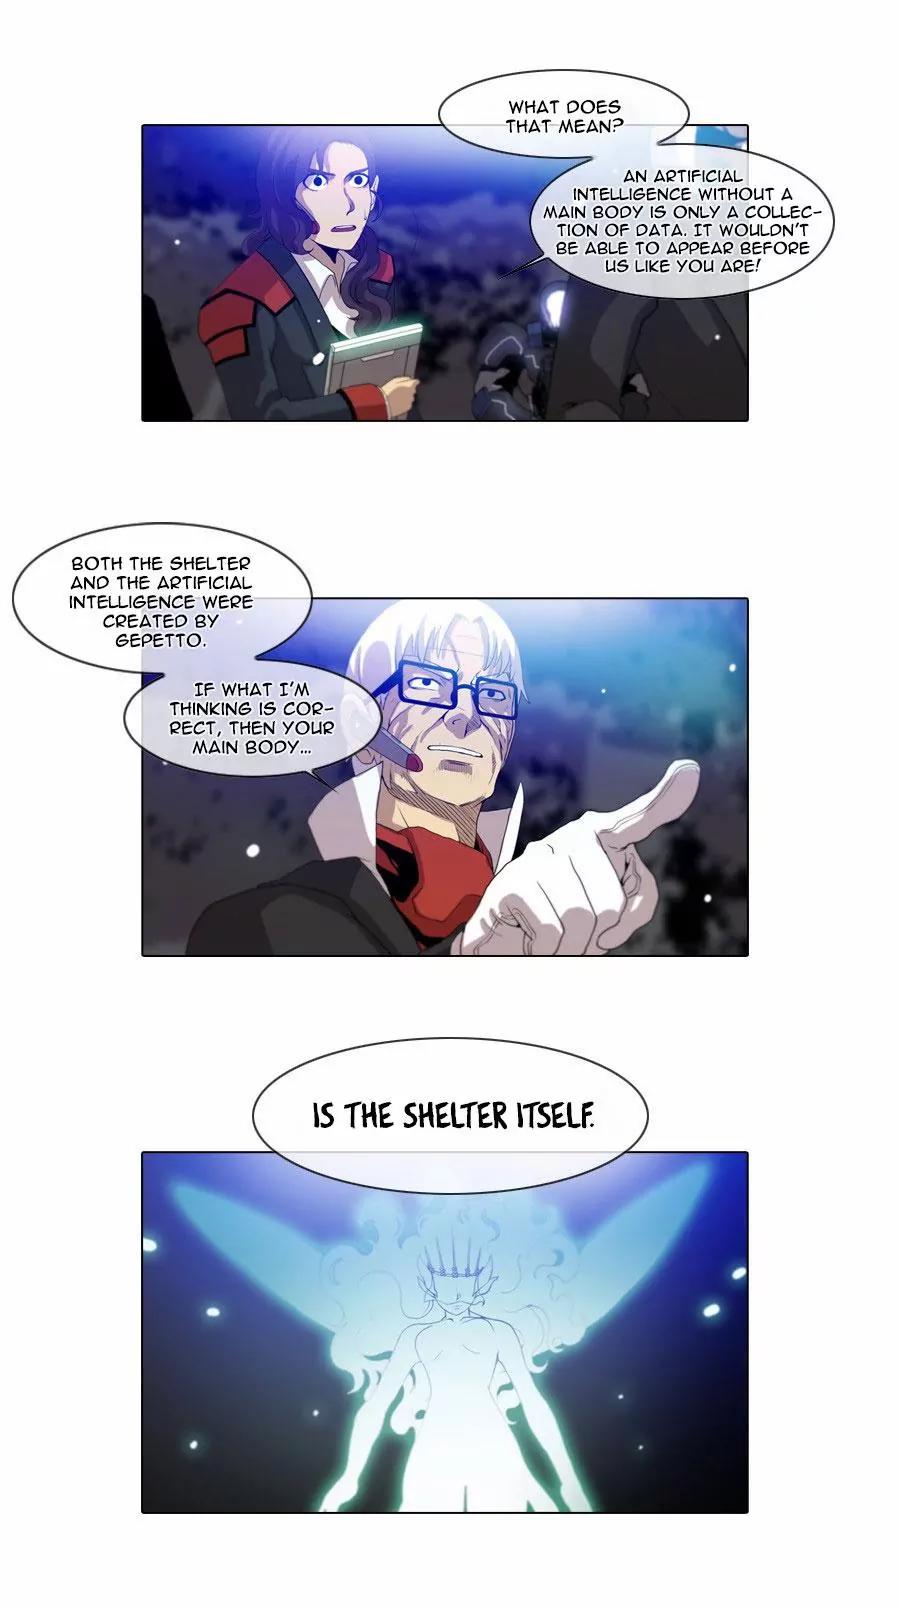 WHAT DOES
THAT MEAN?
AN ARTIFICIAL
INTELLIGENCE WITHOUT A
MAIN BODY IS ONLY A COLLEC-
TION OF DATA. IT WOULDN'T
BE ABLE TO APPEAR BEFORE
US LIKE YOU ARE!
BOTH THE SHELTER
AND THE ARTIFICIAL
INTELLIGENCE WERE
CREATED BY
GEPETTO.
IF WHAT I'M
THINKING IS COR-
RECT, THEN YOUR
MAIN BODY...
IS THE SHELTER ITSELF.